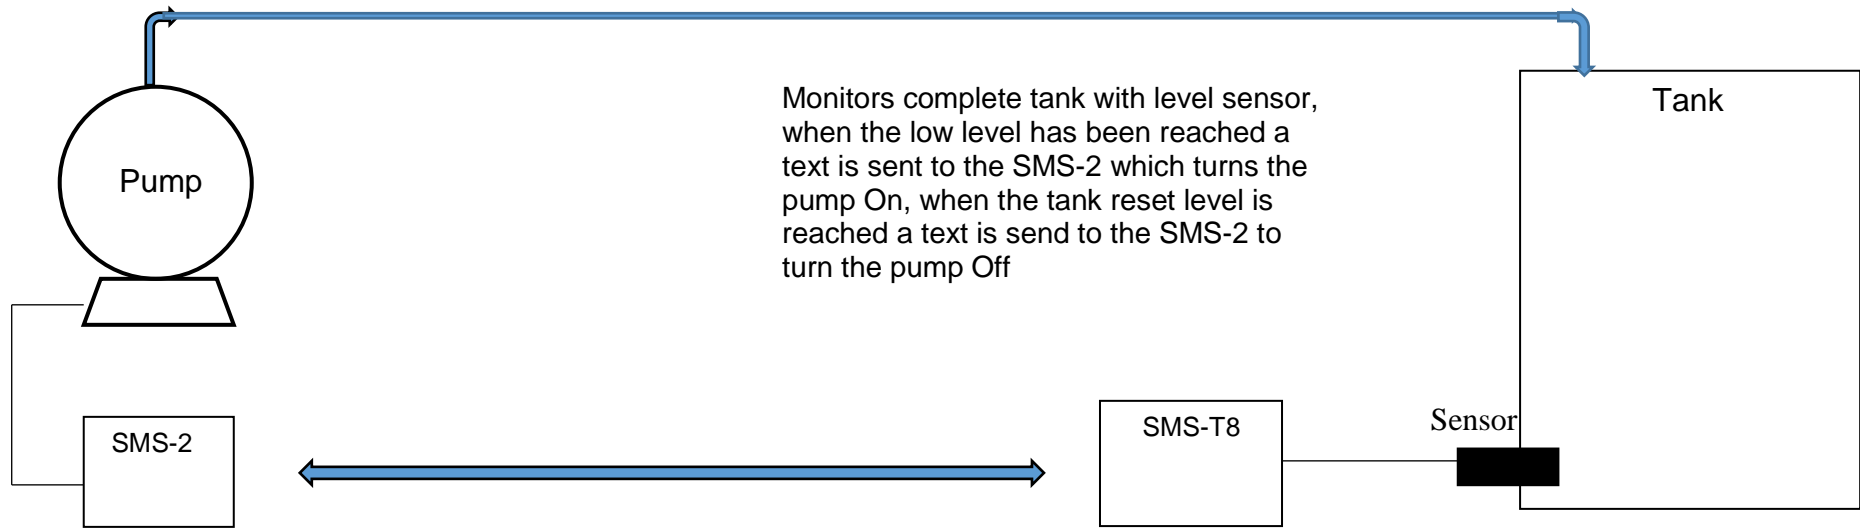 Monitors complete tank with level sensor,
when the low level has been reached a
text is sent to the SMS-2 which turns the
pump On, when the tank reset level is
reached a text is send to the SMS-2 to
turn the pump Off
Tank
Pump
SMS-2
SMS-T8
Sensor